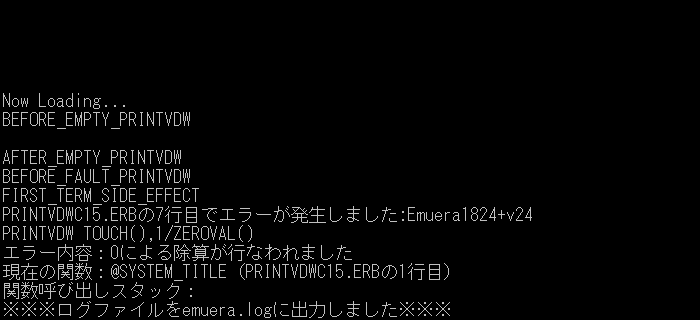 Now Loading...
BEFORE_EMPTY_PRINTVDW
AFTER_EMPTY_PRINTVDW
BEFORE_FAULT_PRINTVDW
FIRST_TERM_SIDE_EFFECT
PRINTVDWC15.ERBの7行目でエラーが発生しました:Emuera1824+v24
PRINTVDW TOUCH(),1/ZEROVAL()
エラー内容：0による除算が行なわれました
現在の関数：@SYSTEM_TITLE（PRINTVDWC15.ERBの1行目）
関数呼び出しスタック：
※※※ログファイルをemuera.logに出力しました※※※